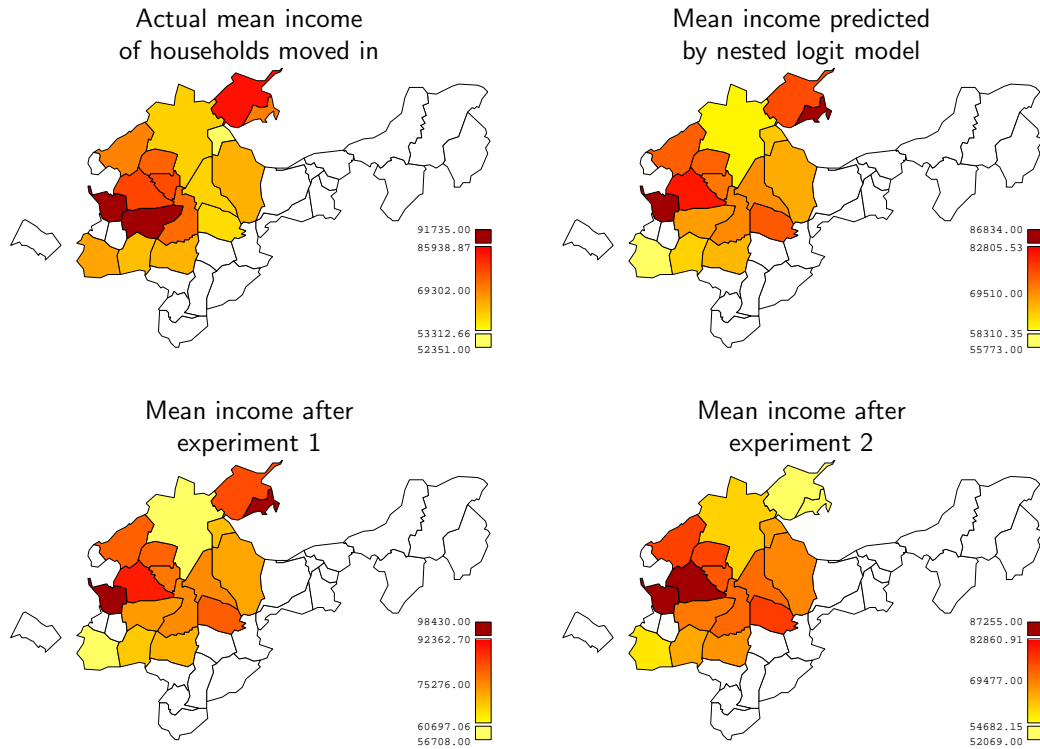 Actual mean income
of households moved in
91735.00
85938.87
69302.00
53312.66
52351.00
Mean income predicted
by nested logit model
86834.00
82805.53
69510.00
58310.35
55773.00
Mean income after
experiment 1
98430.00
92362.70
75276.00
60697.06
56708.00
Mean income after
experiment 2
87255.00
82860.91
69477.00
54682.15
52069.00